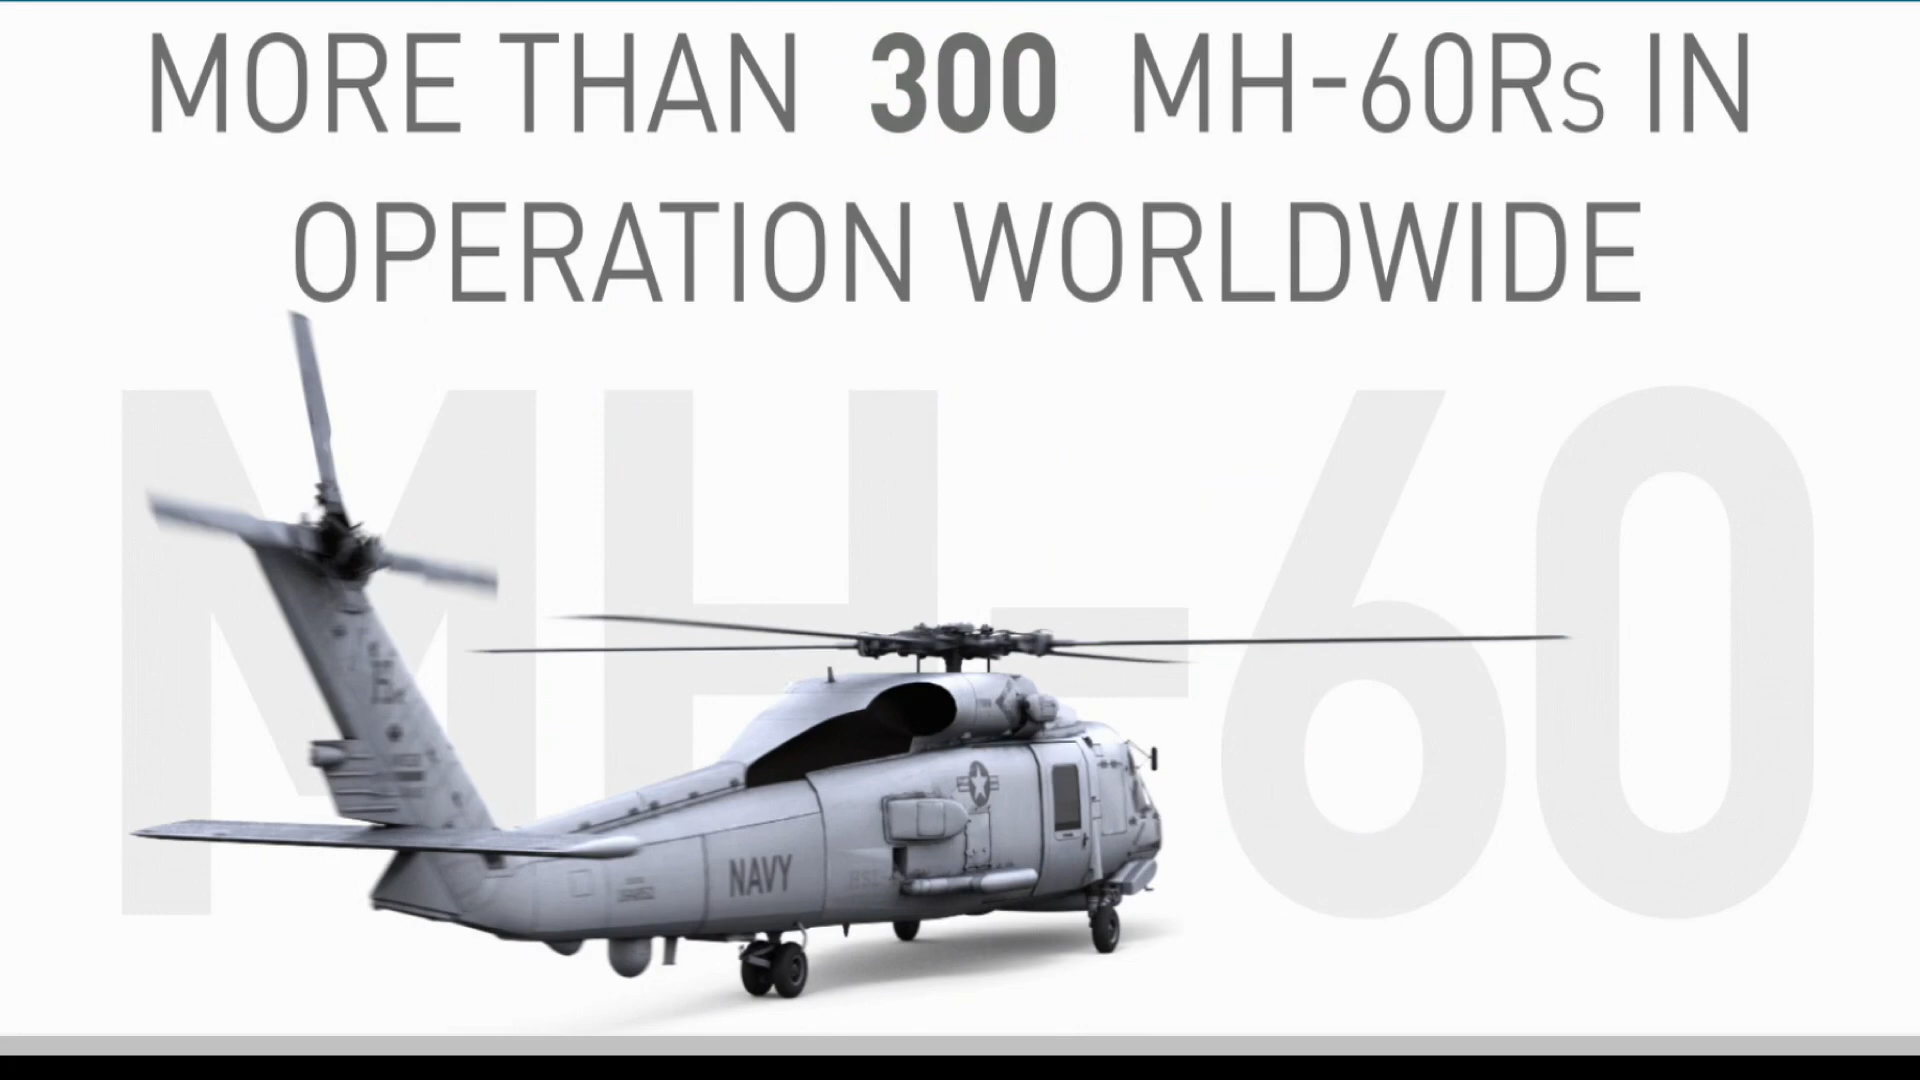 MORE THAN 300 MH-60Rs IN
OPERATION WORLDWIDE
MH-60
E
NAVY